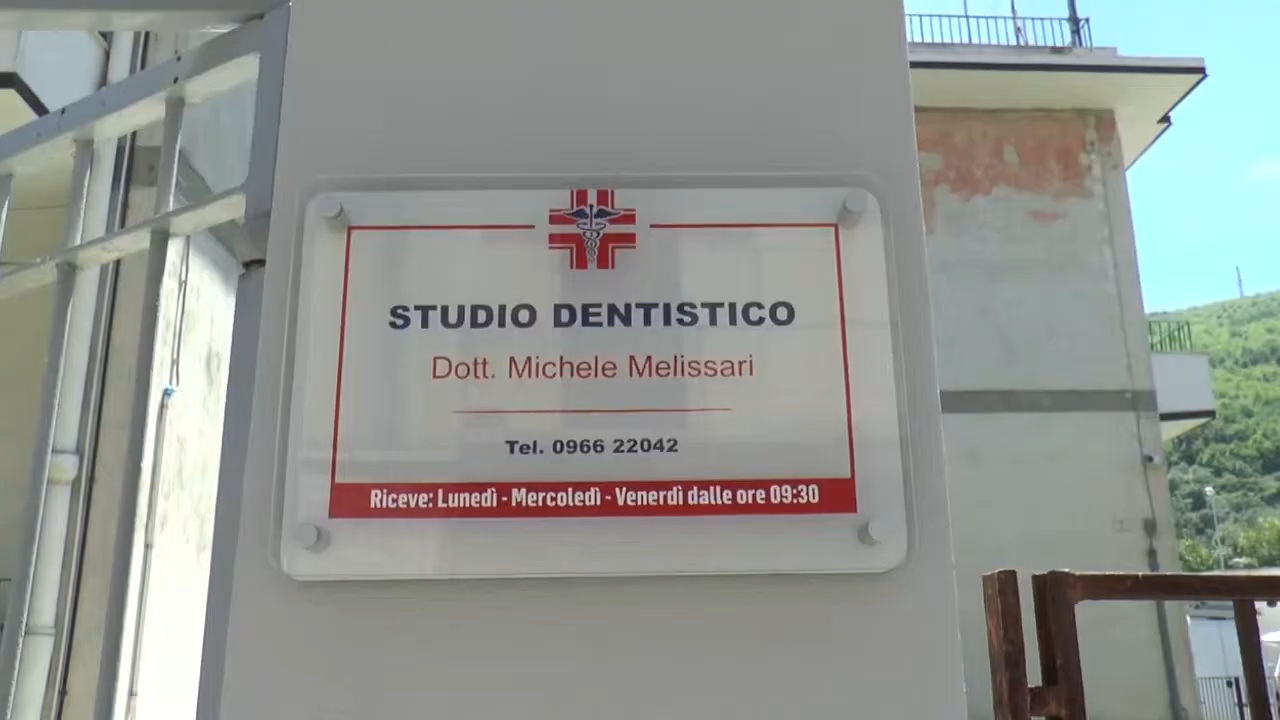 STUDIO DENTISTICO
Dott. Michele Melissari
Tel. 0966 22042
Riceve: Lunedì - Mercoledì - Venerdì dalle ore 09:30